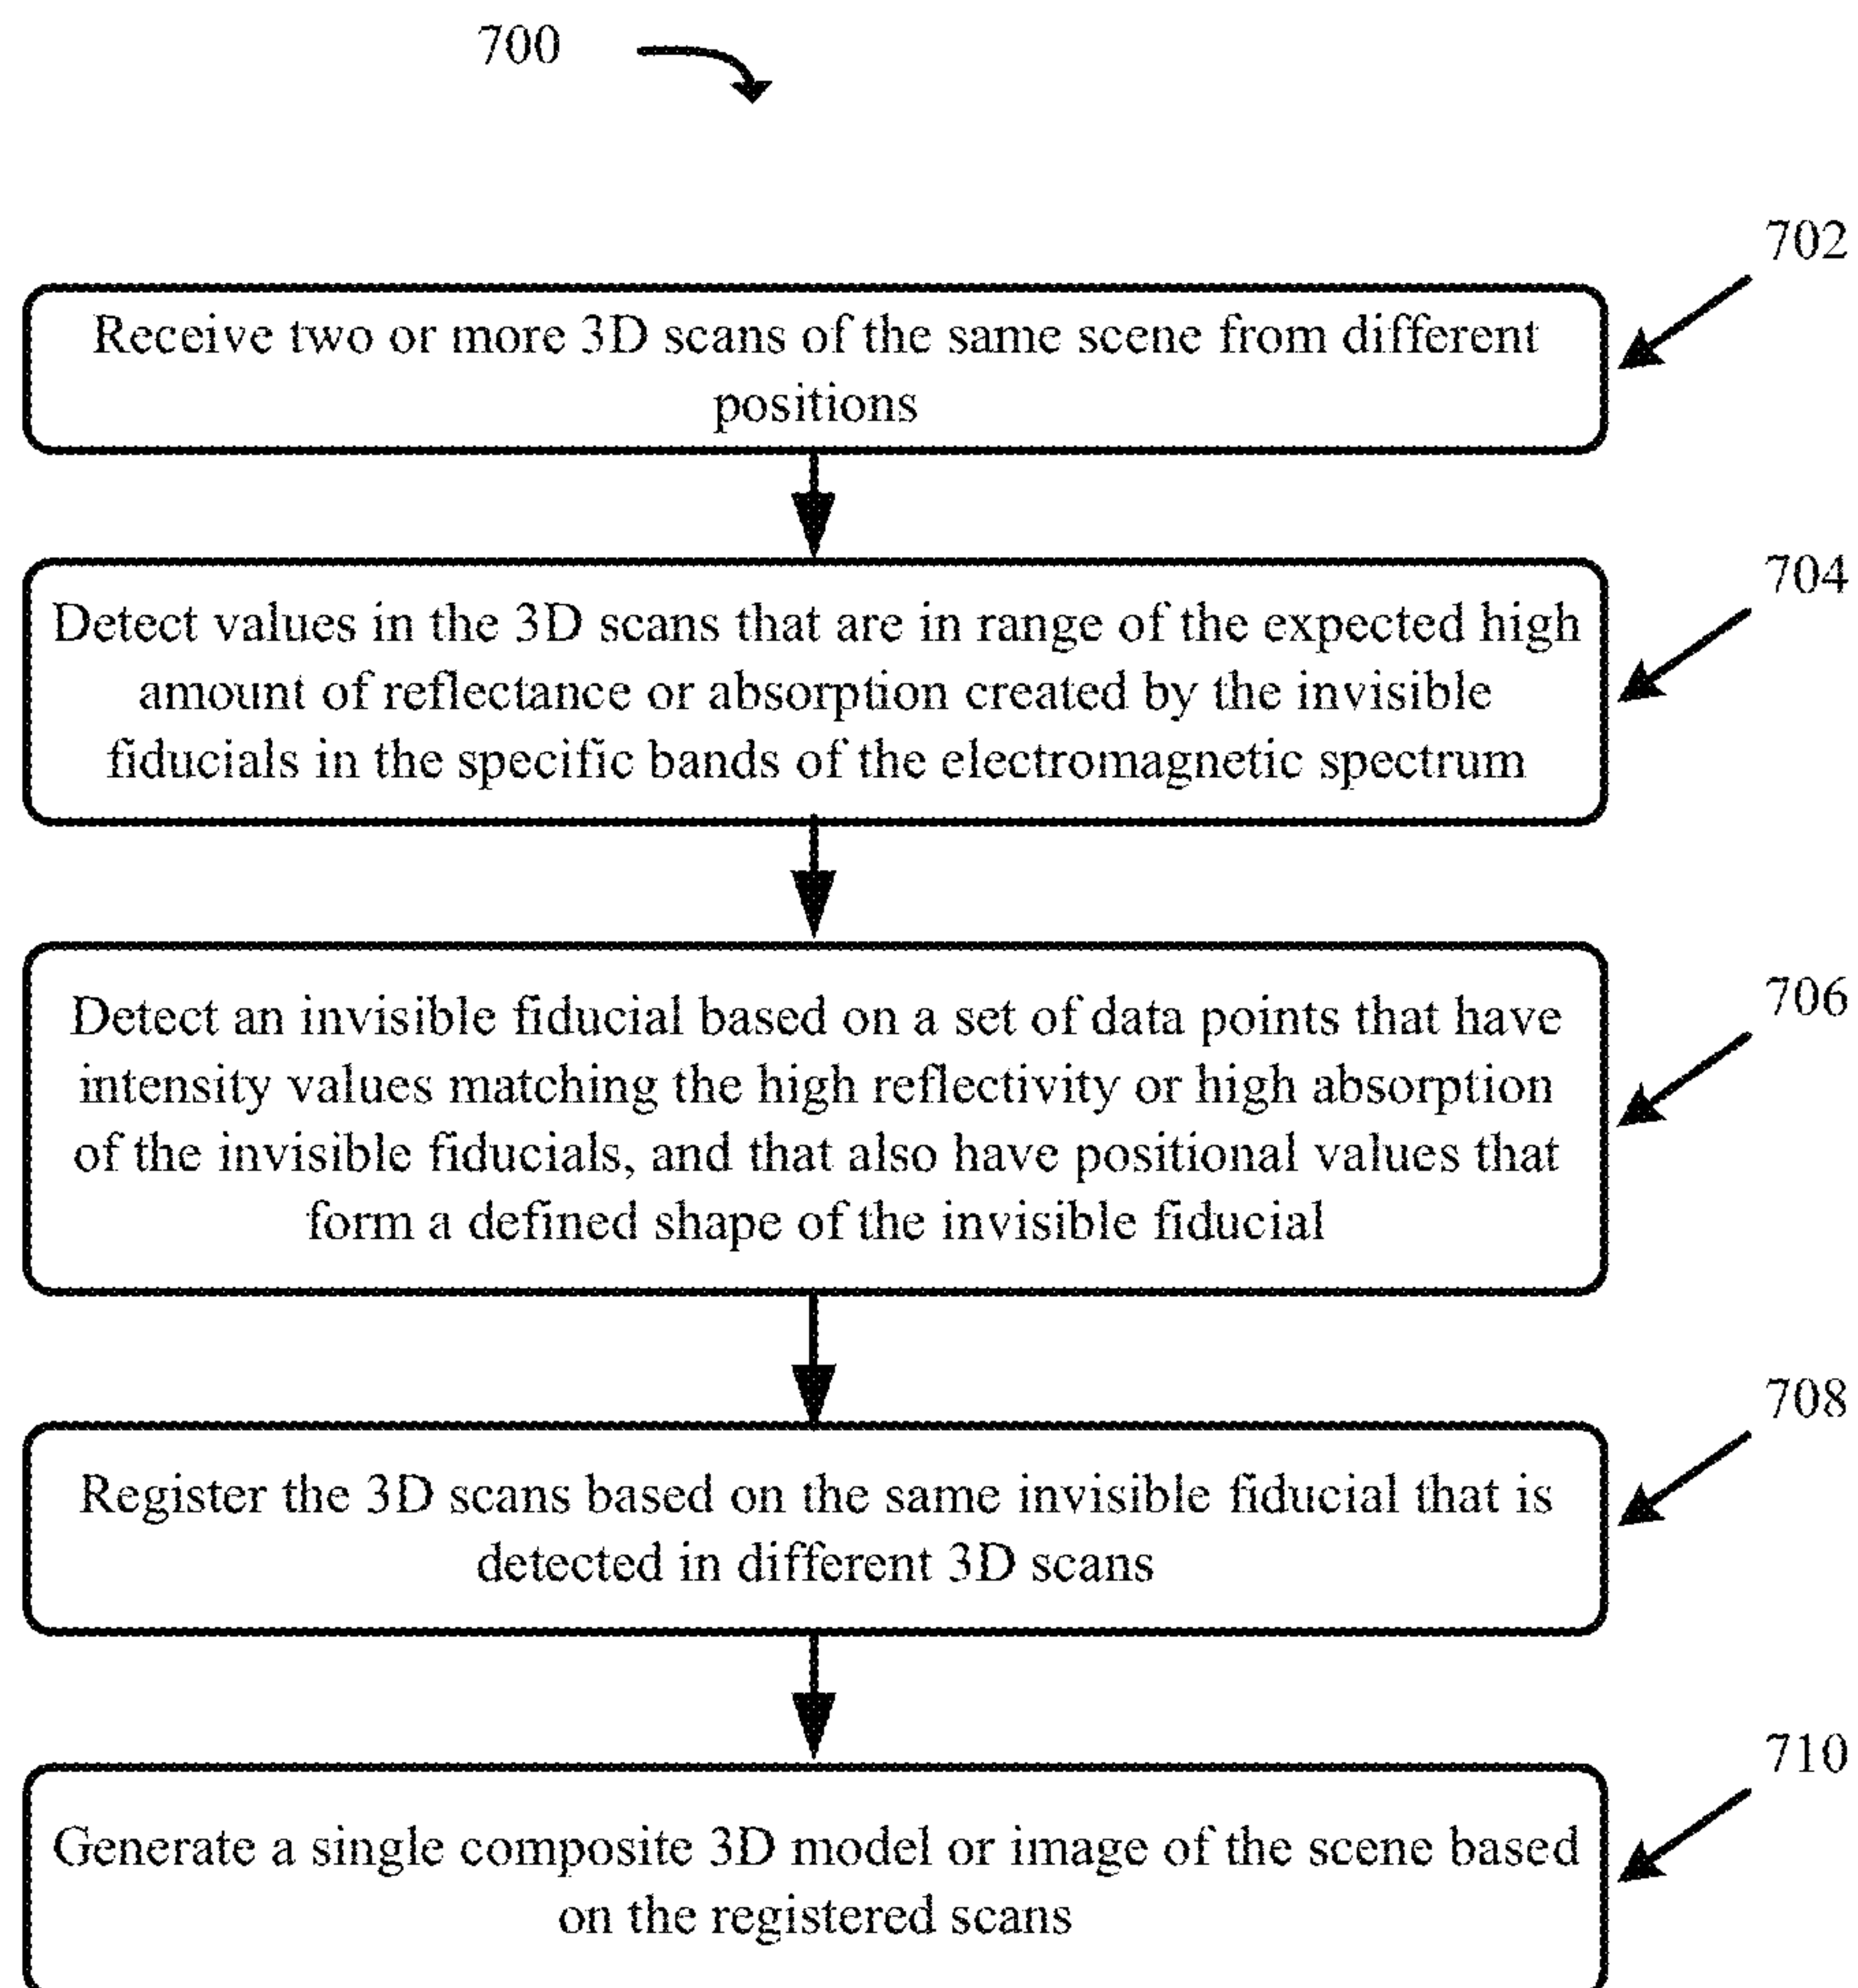 700
702
Receive two or more 3D scans of the same scene from different
positions
704
Detect values in the 3D scans that are in range of the expected high
amount of reflectance or absorption created by the invisible
fiducials in the specific bands of the electromagnetic spectrum
706
Detect an invisible fiducial based on a set of data points that have
intensity values matching the high reflectivity or high absorption
of the invisible fiducials, and that also have positional values that
form a defined shape of the invisible fiducial
708
Register the 3D scans based on the same invisible fiducial that is
detected in different 3D scans
710
Generate a single composite 3D model or image of the scene based
on the registered scans